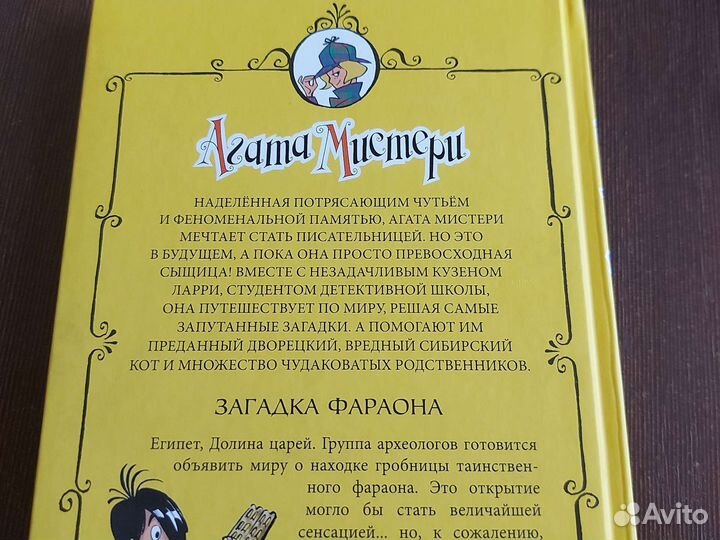 Агата Мистери
НАДЕЛЁННАЯ ПОТРЯСАЮЩИМ ЧУТЬЁМ
И ФЕНОМЕНАЛЬНОЙ ПАМЯТЬЮ, АГАТА МИСТЕРИ
МЕЧТАЕТ СТАТЬ ПИСАТЕЛЬНИЦЕЙ. НО ЭТО
В БУДУЩЕМ, А ПОКА ОНА ПРОСТО ПРЕВОСХОДНАЯ
СЫЩИЦА! ВМЕСТЕ С НЕЗАДАЧЛИВЫМ КУЗЕНОМ
ЛАРРИ, СТУДЕНТОМ ДЕТЕКТИВНОЙ ШКОЛЫ,
ОНА ПУТЕШЕСТВУЕТ ПО МИРУ, РЕШАЯ САМЫЕ
ЗАПУТАННЫЕ ЗАГАДКИ. А ПОМОГАЮТ ИМ
ПРЕДАННЫЙ ДВОРЕЦКИЙ, ВРЕДНЫЙ СИБИРСКИЙ
КОТ И МНОЖЕСТВО ЧУДАКОВАТЫХ РОДСТВЕННИКОВ.
ЗАГАДКА ФАРАОНА
Египет, Долина царей. Группа археологов готовится
объявить миру о находке гробницы таинствен-
ного фараона. Это открытие
могло бы стать величайшей
сенсацией... но, к сожалению,
Avito